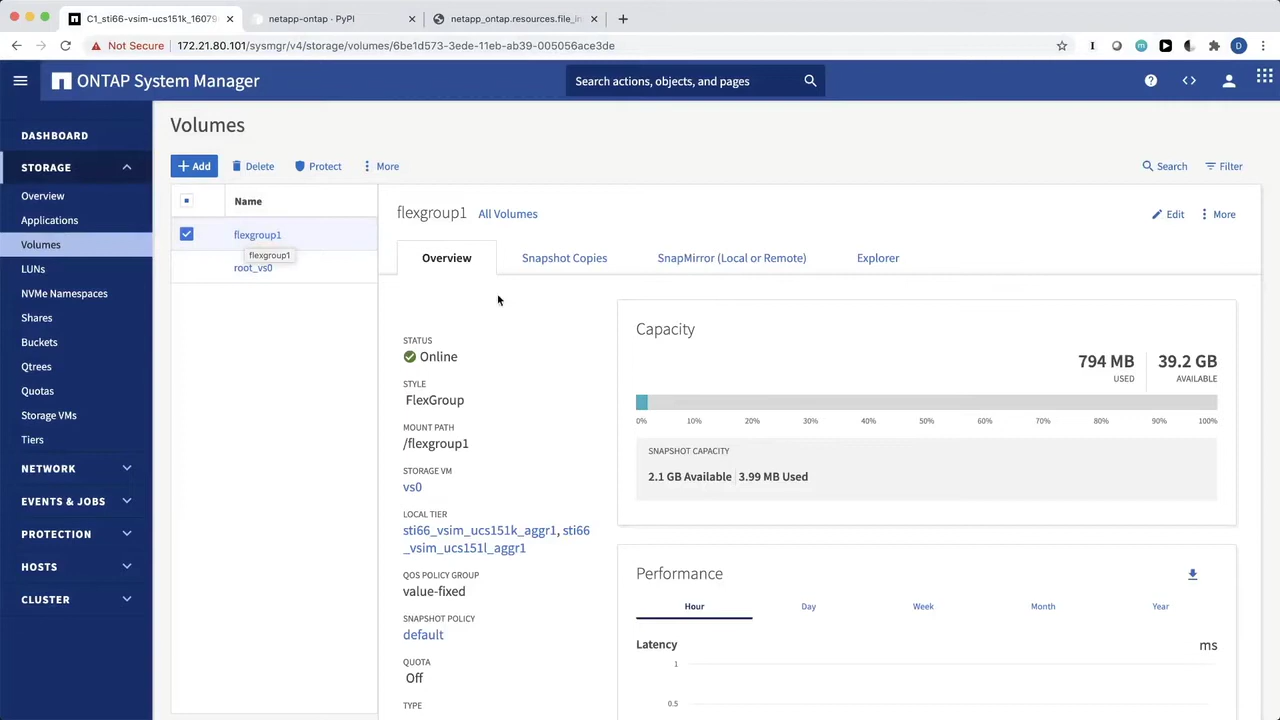 C1_sti66-vsim-ucs151k_16079
netapp-ontap · PyPI
netapp_ontap.resources.file_in
Not Secure
172.21.80.101/sysmgr/v4/storage/volumes/6be1d573-3ede-11eb-ab39-005056ace3de
D
ONTAP System Manager
Search actions, objects, and pages
DASHBOARD
STORAGE
Overview
Applications
Volumes
LUNs
NVMe Namespaces
Shares
Buckets
Qtrees
Quotas
Storage VMs
Tiers
NETWORK
EVENTS & JOBS
PROTECTION
HOSTS
CLUSTER
Volumes
Add
Delete
Protect
More
Search
Filter
Name
flexgroup1
flexgroup1
root_vs0
flexgroup1
All Volumes
Edit
More
Overview
Snapshot Copies
SnapMirror (Local or Remote)
Explorer
STATUS
Online
STYLE
FlexGroup
MOUNT PATH
/flexgroup1
STORAGE VM
vs0
LOCAL TIER
sti66_vsim_ucs151k_aggr1, sti66
_vsim_ucs151l_aggr1
QOS POLICY GROUP
value-fixed
SNAPSHOT POLICY
default
QUOTA
Off
TYPE
Capacity
794 MB
USED
39.2 GB
AVAILABLE
0% 10% 20% 30% 40% 50% 60% 70% 80% 90% 100%
SNAPSHOT CAPACITY
2.1 GB Available
3.99 MB Used
Performance
Hour
Day
Week
Month
Year
Latency
ms
1
0.5